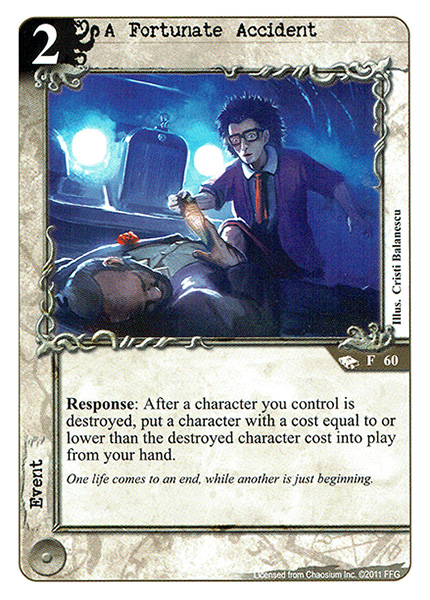 2
A Fortunate Accident
Illus. Cristi Balanescu
F 60
Response: After a character you control is
destroyed, put a character with a cost equal to or
lower than the destroyed character cost into play
from your hand.
One life comes to an end, while another is just beginning.
Event
Licensed from Chaosium Inc. ©2011 FFG